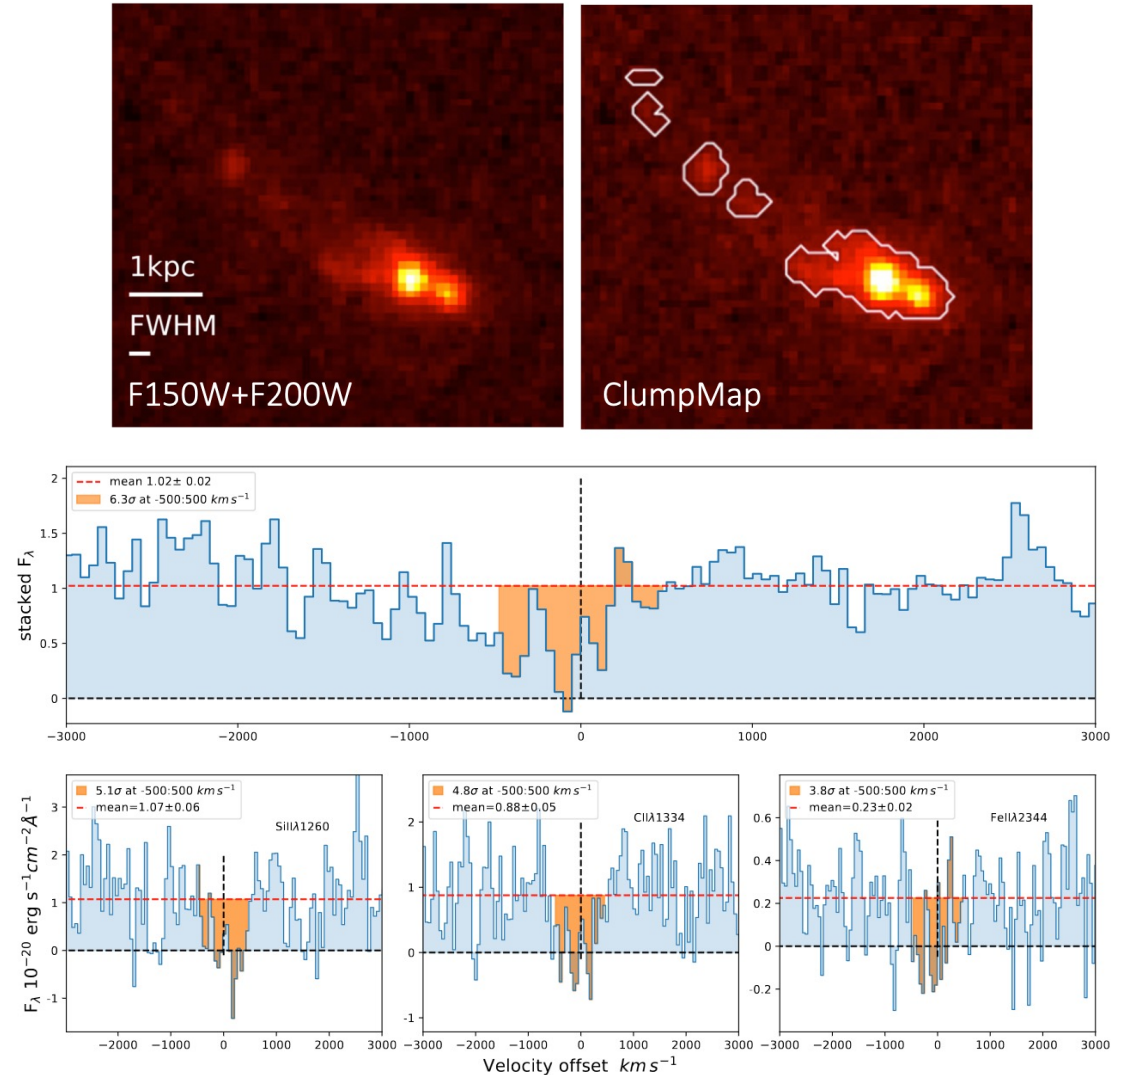 1kpc
FWHM
F150W+F200W
ClumpMap
mean 1.02± 0.02
6.3σ at -500:500 km s⁻¹
stacked Fλ
2
1.5
1
0.5
0
−3000 −2000 −1000 0 1000 2000 3000
5.1σ at -500:500 km s⁻¹
mean=1.07±0.06
SiIIλ1260
3
2
1
0
-1
−2000 −1000 0 1000 2000 3000
4.8σ at -500:500 km s⁻¹
mean=0.88±0.05
CIIλ1334
2
1
0
-1
−3000 −2000 −1000 0 1000 2000 3000
3.8σ at -500:500 km s⁻¹
mean=0.23±0.02
FeIIλ2344
0.6
0.4
0.2
0
-0.2
−3000 −2000 −1000 0 1000 2000 3000
Fλ 10⁻²⁰ erg s⁻¹cm⁻²Å⁻¹
Velocity offset km s⁻¹